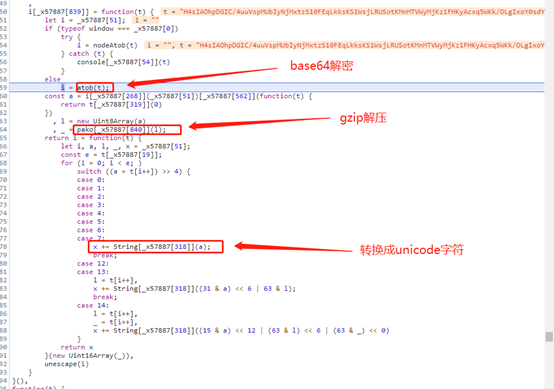 49 ,
50 i[_x57887[839]] = function(t) { t = "H4sIAOhpDGIC/
51 let i = _x57887[51]; i = ""
52 if (typeof window === _x57887[0])
53 try {
54 i = nodeAtob(t) i = "", t =
55 console[_x57887[54]](t)
56 } catch (t) {
57 }
58 else
59 i = atob(t);
base64解密
60 const a = i[_x57887[268]](_x57887[51])[_x57887[562]](function(t) {
61 return t[_x57887[319]](0)
62 })
gzip解压
63 , l = new Uint8Array(a)
64 , _ = pako[_x57887[840]](l);
65 return i = function(t) {
66 let i, a, l, _, x = _x57887[51];
67 const e = t[_x57887[19]];
68 for (i = 0; i < e; )
69 switch ((a = t[i++]) >> 4) {
70 case 0:
71 case 1:
72 case 2:
73 case 3:
74 case 4:
75 case 5:
76 case 6:
77 case 7:
78 x += String[_x57887[318]](a);
转换成unicode字符
79 break;
80 case 12:
81 case 13:
82 l = t[i++],
83 x += String[_x57887[318]]((31 & a) << 6 | 63 & l);
84 break;
85 case 14:
86 l = t[i++],
87 _ = t[i++],
88 x += String[_x57887[318]]((15 & a) << 12 | (63 & l) << 6 | (63 & _) << 0)
89 }
90 return x
91 }(new Uint16Array(_)),
92 unescape(i)
93 }
94 }(),